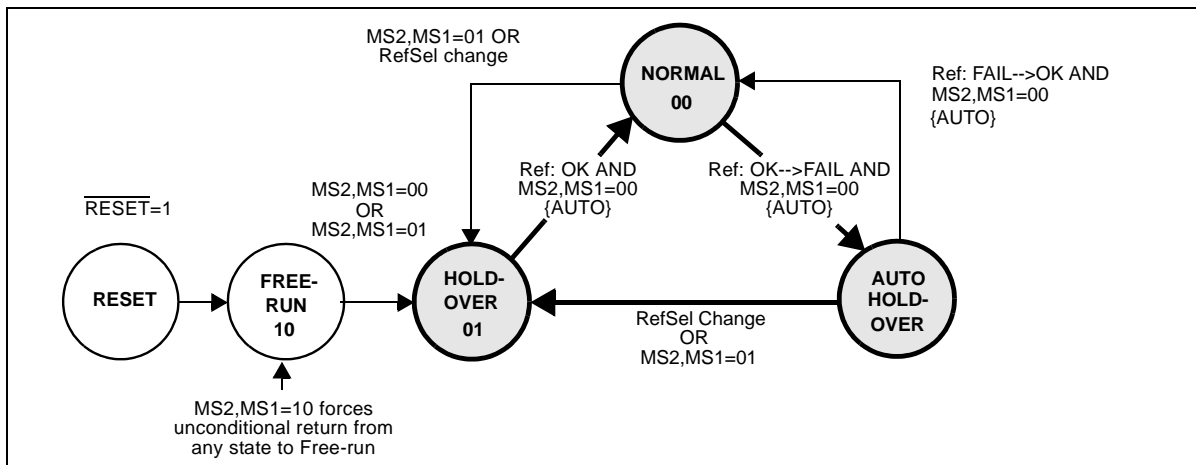 MS2,MS1=01 OR
RefSel change
NORMAL
00
Ref: FAIL-->OK AND
MS2,MS1=00
{AUTO}
Ref: OK AND
MS2,MS1=00
{AUTO}
Ref: OK-->FAIL AND
MS2,MS1=00
{AUTO}
MS2,MS1=00
OR
MS2,MS1=01
RESET=1
RESET
FREE-
RUN
10
HOLD-
OVER
01
AUTO
HOLD-
OVER
RefSel Change
OR
MS2,MS1=01
MS2,MS1=10 forces
unconditional return from
any state to Free-run